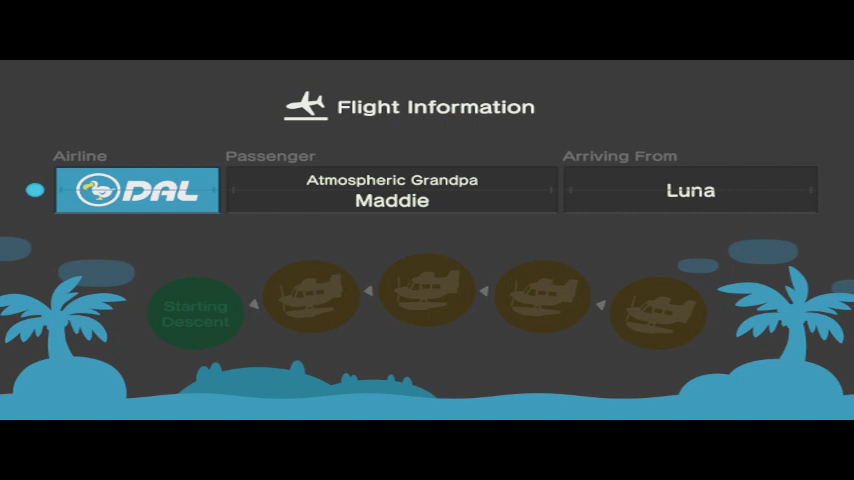 Flight Information
Airline
Passenger
Arriving From
DAL
Atmospheric Grandpa
Maddie
Luna
Starting
Descent